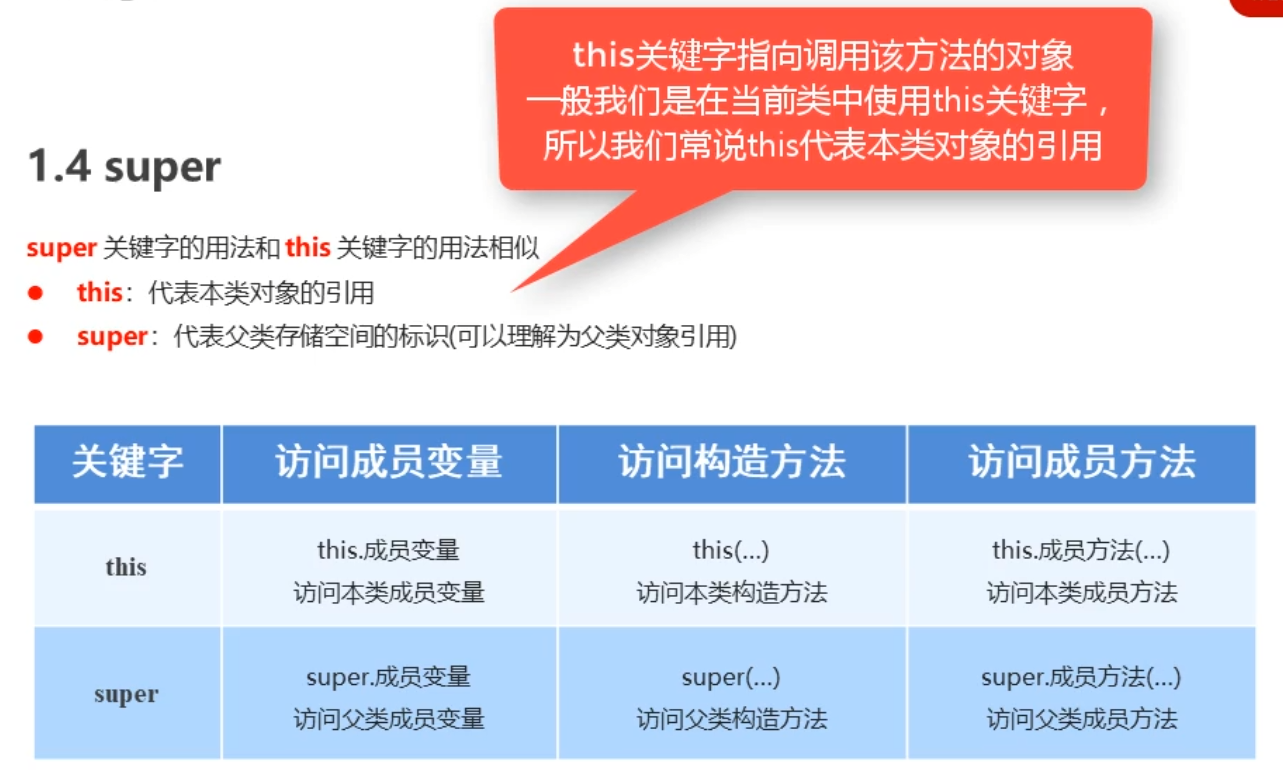 this关键字指向调用该方法的对象
一般我们是在当前类中使用this关键字，
所以我们常说this代表本类对象的引用
1.4 super
super 关键字的用法和 this 关键字的用法相似
● this：代表本类对象的引用
● super：代表父类存储空间的标识(可以理解为父类对象引用)
关键字 访问成员变量 访问构造方法 访问成员方法
this.成员变量 this(...) this.成员方法(...)
this
访问本类成员变量 访问本类构造方法 访问本类成员方法
super.成员变量 super(...) super.成员方法(...)
super
访问父类成员变量 访问父类构造方法 访问父类成员方法